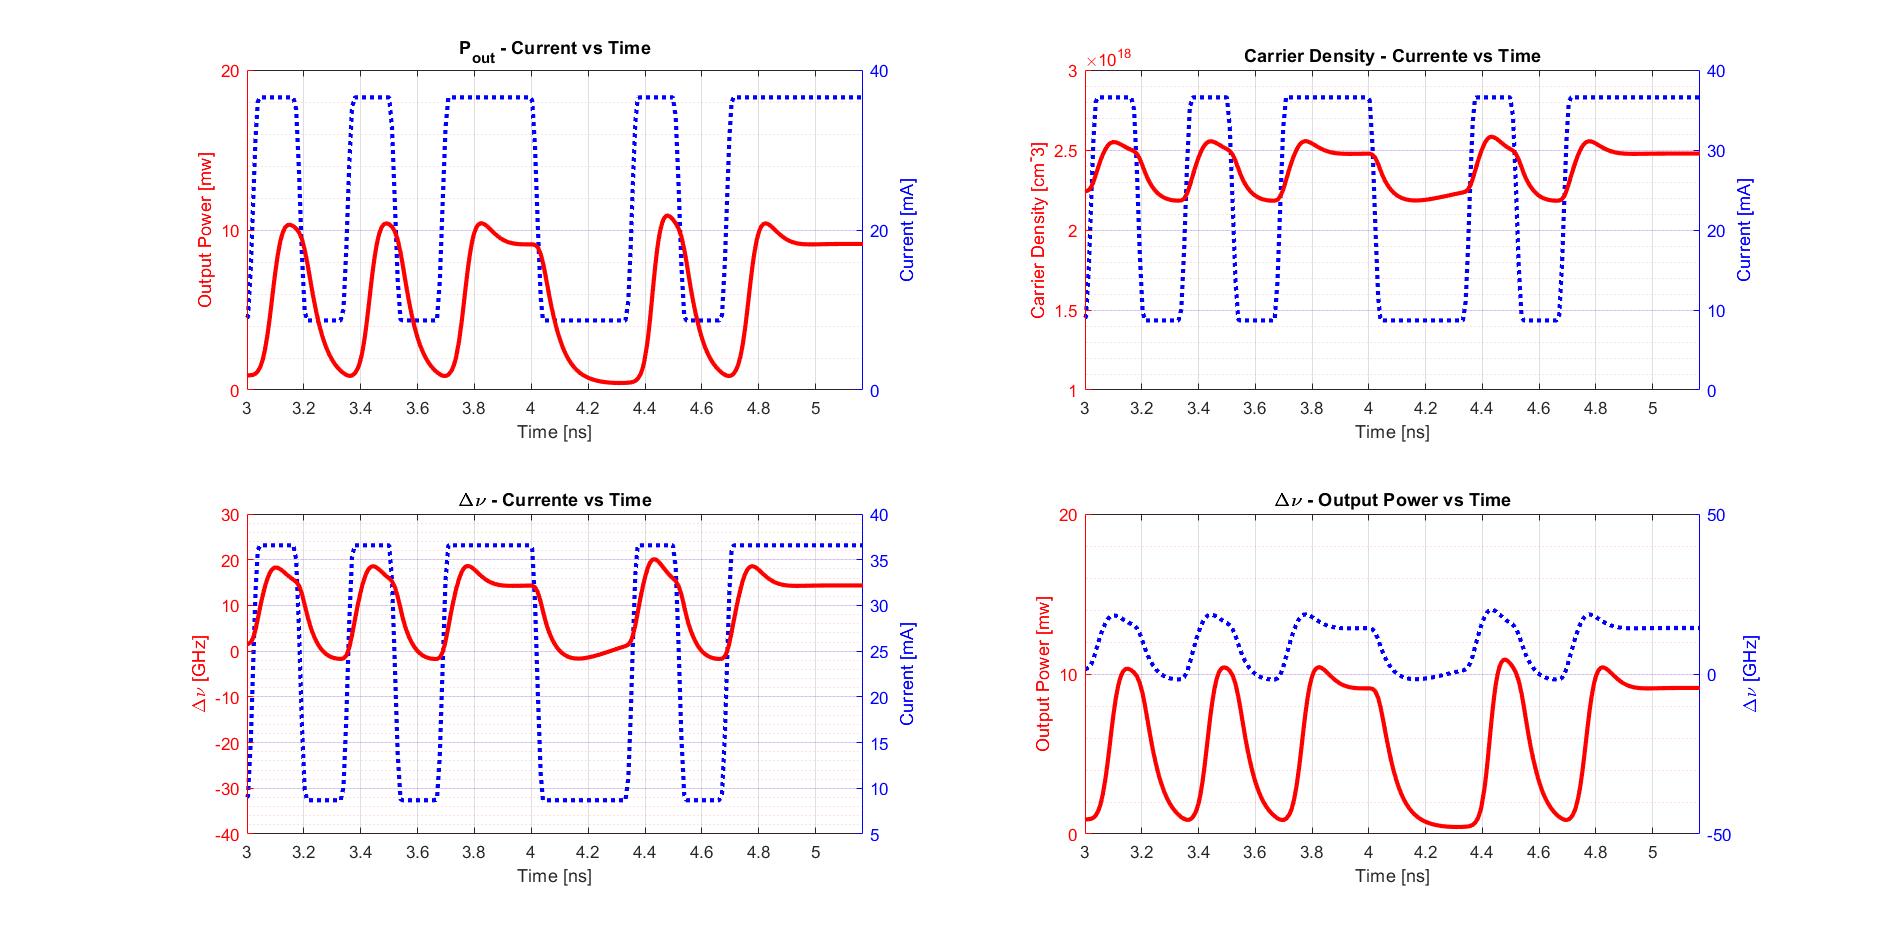 P_out - Current vs Time
20
10
0
Output Power [mw]
40
20
0
Current [mA]
3 3.2 3.4 3.6 3.8 4 4.2 4.4 4.6 4.8 5
Time [ns]
Carrier Density - Currente vs Time
×10^18
3
2.5
2
1.5
1
Carrier Density [cm^-3]
40
30
20
10
0
Current [mA]
3 3.2 3.4 3.6 3.8 4 4.2 4.4 4.6 4.8 5
Time [ns]
Δν - Currente vs Time
30
20
10
0
-10
-20
-30
-40
Δν [GHz]
40
35
30
25
20
15
10
5
Current [mA]
3 3.2 3.4 3.6 3.8 4 4.2 4.4 4.6 4.8 5
Time [ns]
Δν - Output Power vs Time
20
10
0
Output Power [mw]
50
0
-50
Δν [GHz]
3 3.2 3.4 3.6 3.8 4 4.2 4.4 4.6 4.8 5
Time [ns]